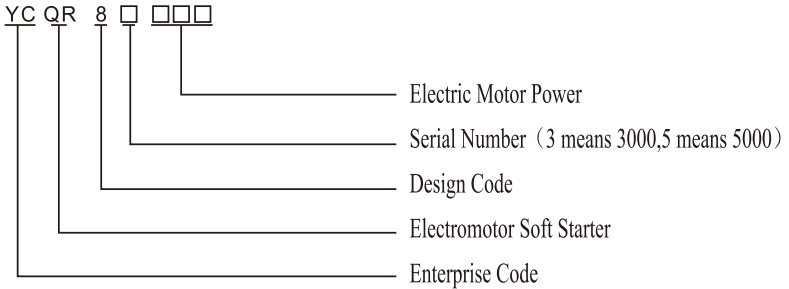 YC QR 8 □ □□□
Electric Motor Power
Serial Number（3 means 3000,5 means 5000）
Design Code
Electromotor Soft Starter
Enterprise Code